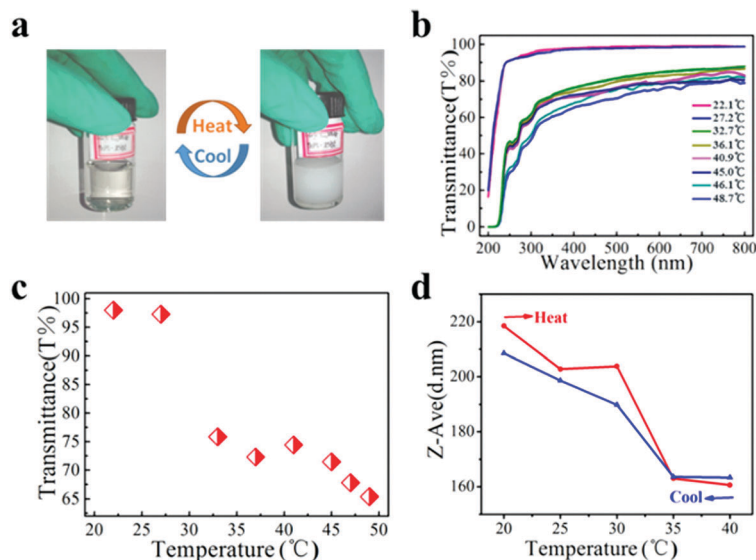 a
Heat
Cool
b
Transmittance(T%)
100
80
60
40
20
0
22.1℃
27.2℃
32.7℃
36.1℃
40.9℃
45.0℃
46.1℃
48.7℃
200 300 400 500 600 700 800
Wavelength (nm)
c
Transmittance(T%)
100
95
90
85
80
75
70
65
20 25 30 35 40 45 50
Temperature (℃)
d
Z-Ave(d.nm)
220
200
180
160
Heat
Cool
20 25 30 35 40
Temperature (℃)